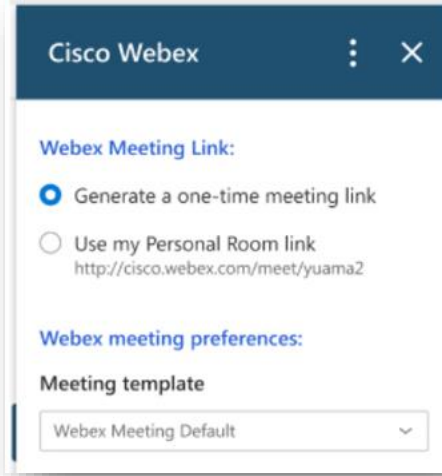 Cisco Webex
Webex Meeting Link:
Generate a one-time meeting link
Use my Personal Room link
http://cisco.webex.com/meet/yuama2
Webex meeting preferences:
Meeting template
Webex Meeting Default